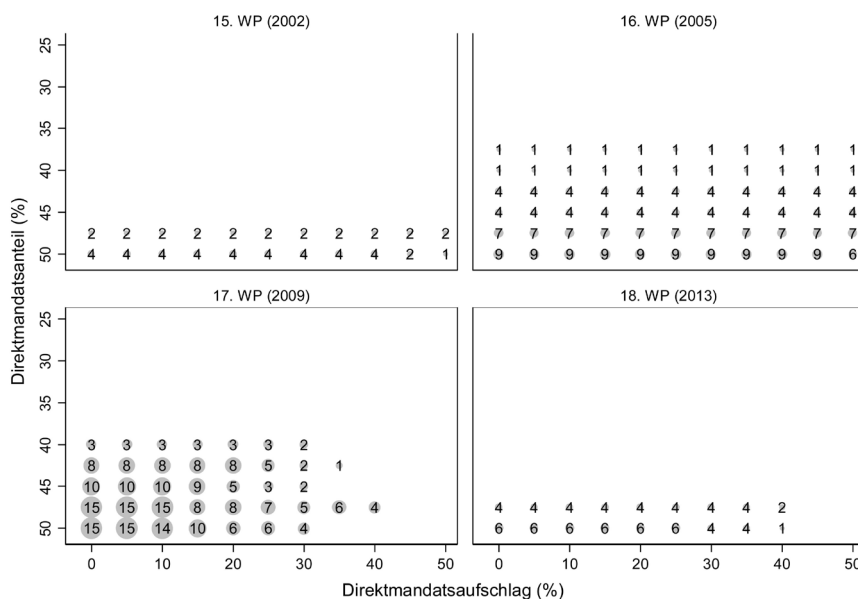 15. WP (2002) 16. WP (2005)
25
30
35
1 1 1 1 1 1 1 1 1 1 1
40 1 1 1 1 1 1 1 1 1 1 1
4 4 4 4 4 4 4 4 4 4 4
45 4 4 4 4 4 4 4 4 4 4 4
2 2 2 2 2 2 2 2 2 2 2 7 7 7 7 7 7 7 7 7 7 7
50 4 4 4 4 4 4 4 4 4 2 1 9 9 9 9 9 9 9 9 9 9 6
Direktmandatsanteil (%)
17. WP (2009) 18. WP (2013)
25
30
35
40 3 3 3 3 3 3 2
8 8 8 8 8 5 2 1
45 10 10 10 9 5 3 2
15 15 15 8 8 7 5 6 4 4 4 4 4 4 4 4 4 2
50 15 15 14 10 6 6 4 6 6 6 6 6 6 4 4 1
0 10 20 30 40 50 0 10 20 30 40 50
Direktmandatsaufschlag (%)